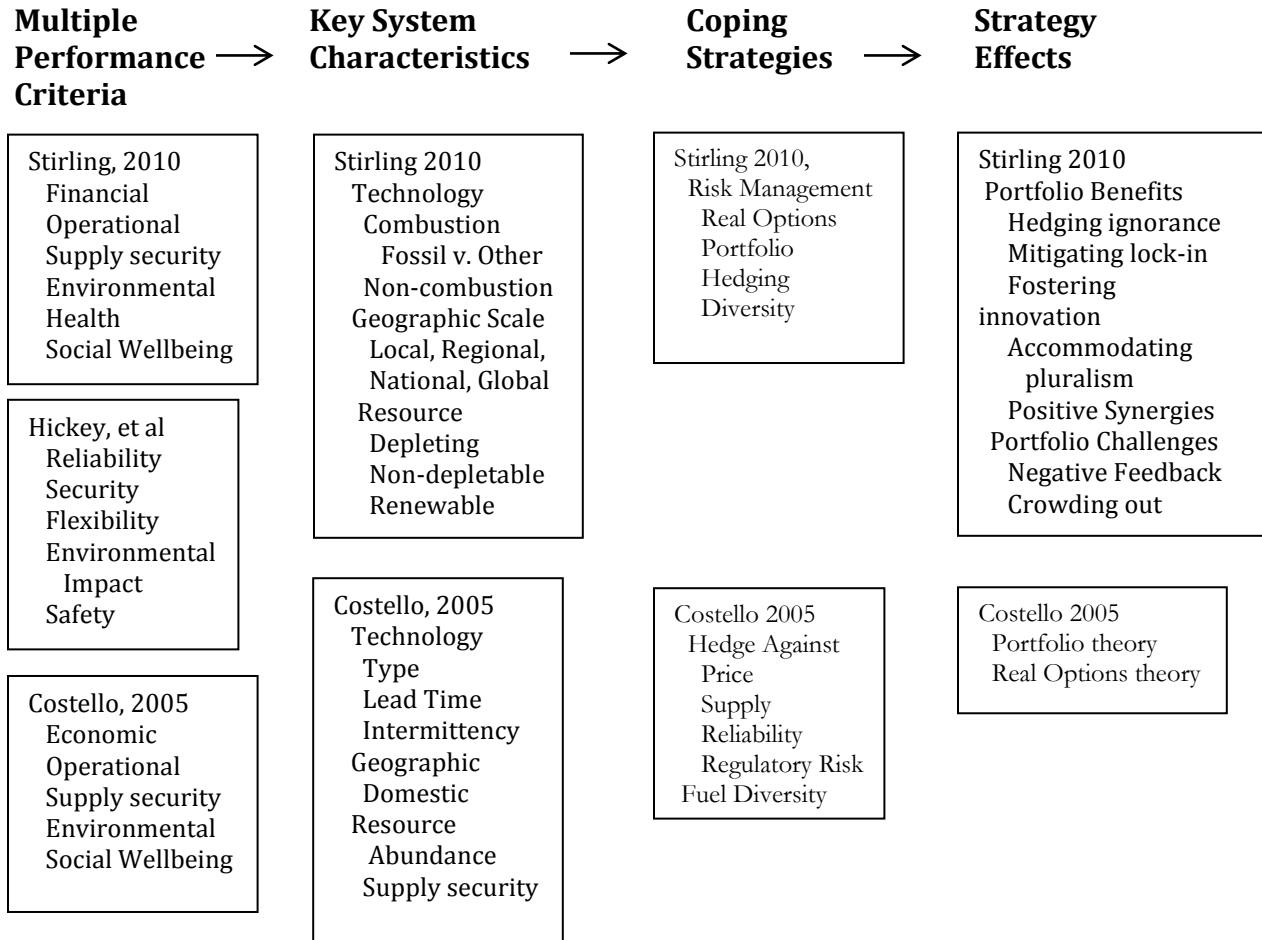 Multiple
Performance
Criteria
Key System
Characteristics
Coping
Strategies
Strategy
Effects
Stirling, 2010
Financial
Operational
Supply security
Environmental
Health
Social Wellbeing
Hickey, et al
Reliability
Security
Flexibility
Environmental
Impact
Safety
Costello, 2005
Economic
Operational
Supply security
Environmental
Social Wellbeing
Stirling 2010
Technology
Combustion
Fossil v. Other
Non-combustion
Geographic Scale
Local, Regional,
National, Global
Resource
Depleting
Non-depletable
Renewable
Costello, 2005
Technology
Type
Lead Time
Intermittency
Geographic
Domestic
Resource
Abundance
Supply security
Stirling 2010,
Risk Management
Real Options
Portfolio
Hedging
Diversity
Costello 2005
Hedge Against
Price
Supply
Reliability
Regulatory Risk
Fuel Diversity
Stirling 2010
Portfolio Benefits
Hedging ignorance
Mitigating lock-in
Fostering
innovation
Accommodating
pluralism
Positive Synergies
Portfolio Challenges
Negative Feedback
Crowding out
Costello 2005
Portfolio theory
Real Options theory